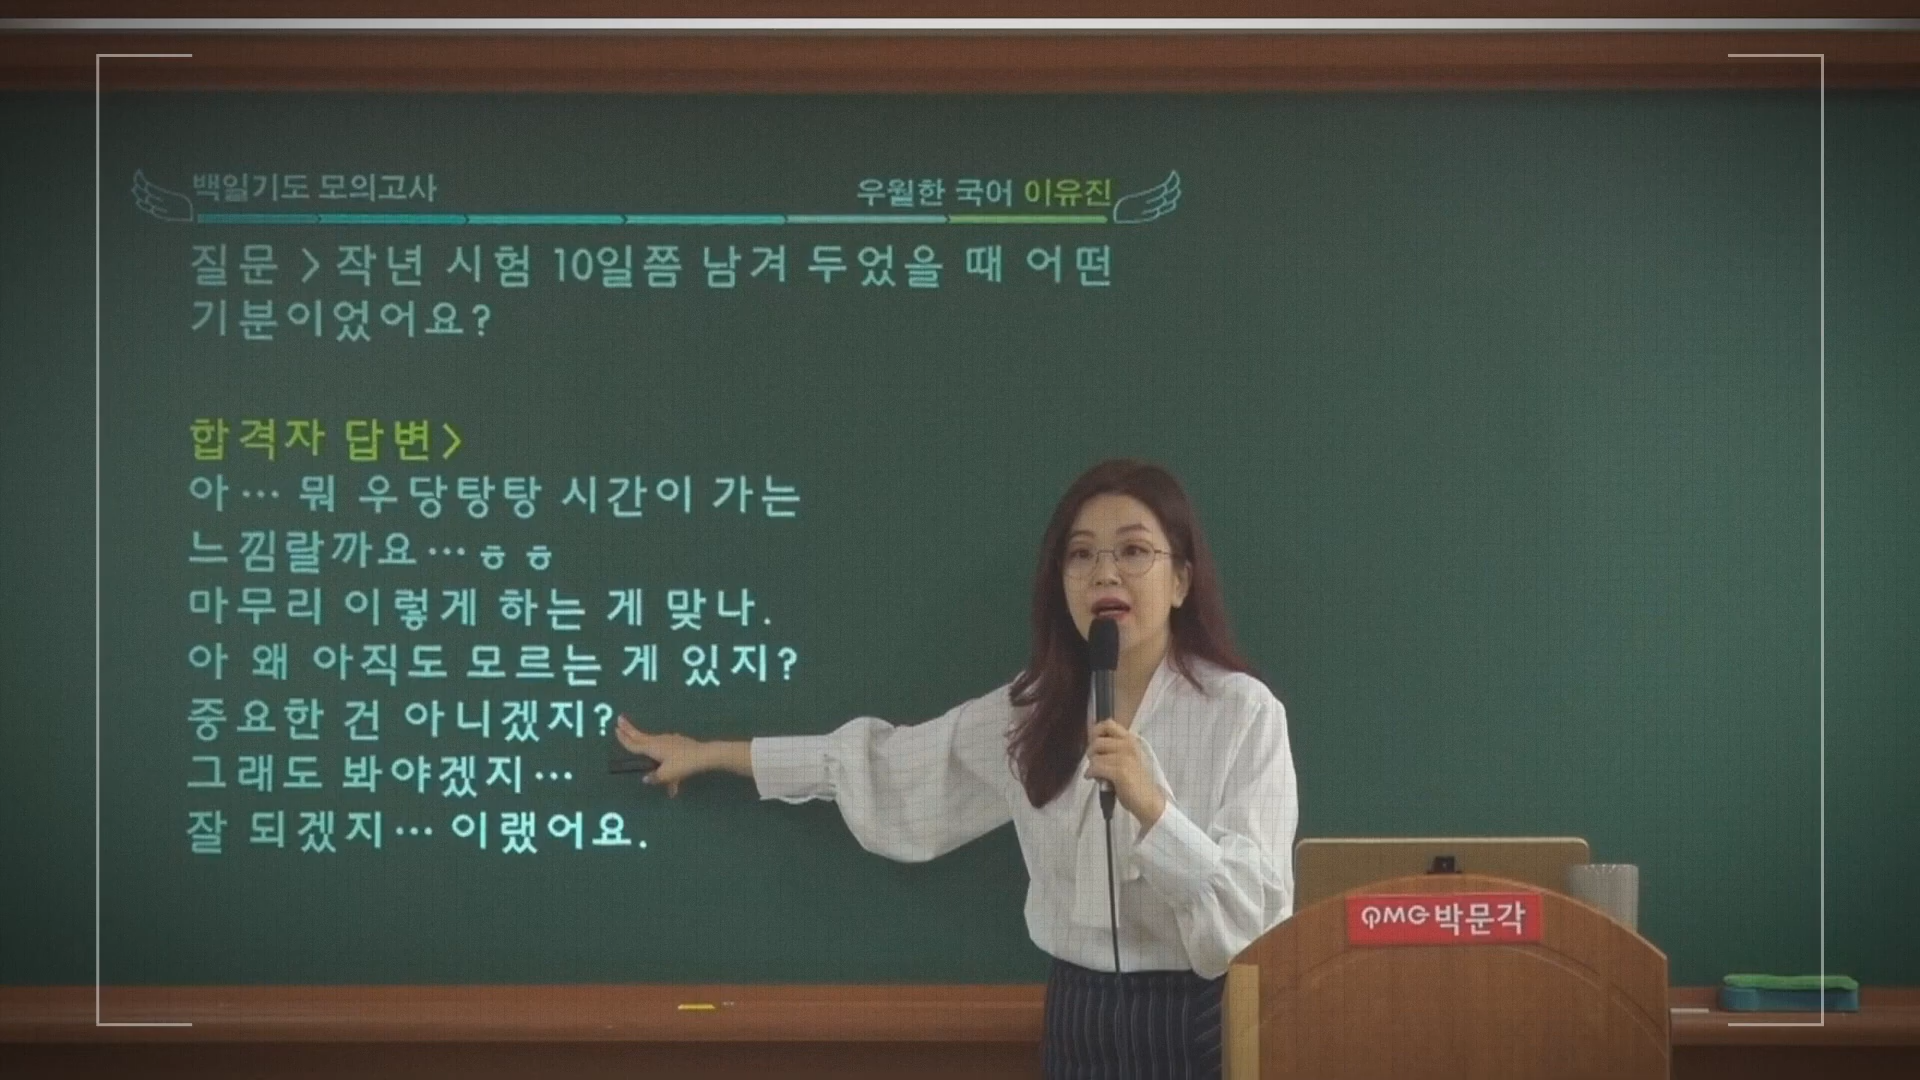 백일기도 모의고사
우월한 국어 이유진
질문 > 작년 시험 10일쯤 남겨 두었을 때 어떤
기분이었어요?
합격자 답변>
아… 뭐 우당탕탕 시간이 가는
느낌랄까요…ㅎㅎ
마무리 이렇게 하는 게 맞나.
아 왜 아직도 모르는 게 있지?
중요한 건 아니겠지?
그래도 봐야겠지…
잘 되겠지… 이랬어요.
PMG 박문각